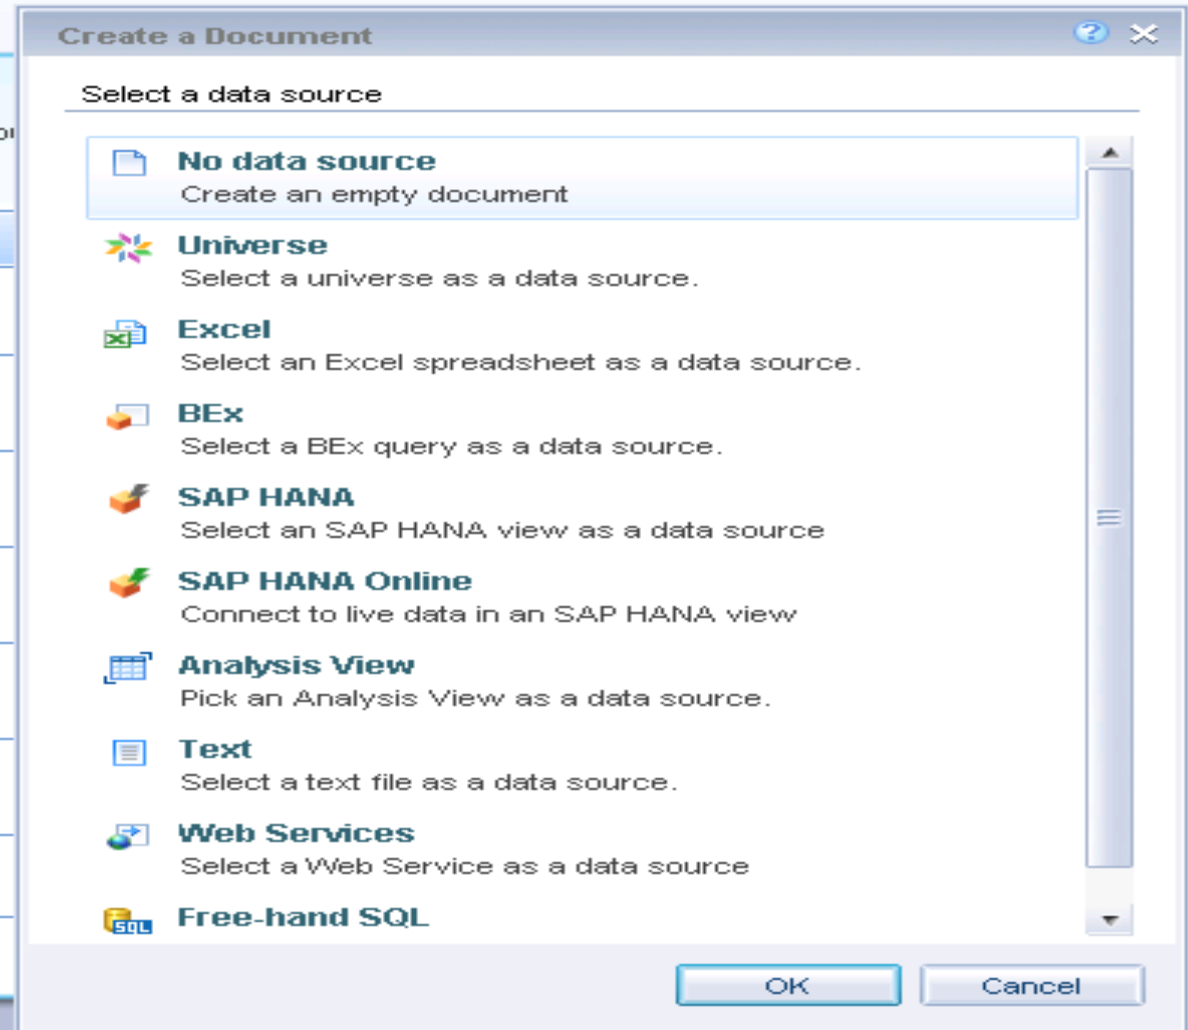 Create a Document
Select a data source
No data source
Create an empty document
Universe
Select a universe as a data source.
Excel
Select an Excel spreadsheet as a data source.
BEx
Select a BEx query as a data source.
SAP HANA
Select an SAP HANA view as a data source
SAP HANA Online
Connect to live data in an SAP HANA view
Analysis View
Pick an Analysis View as a data source.
Text
Select a text file as a data source.
Web Services
Select a Web Service as a data source
SQL Free-hand SQL
OK Cancel